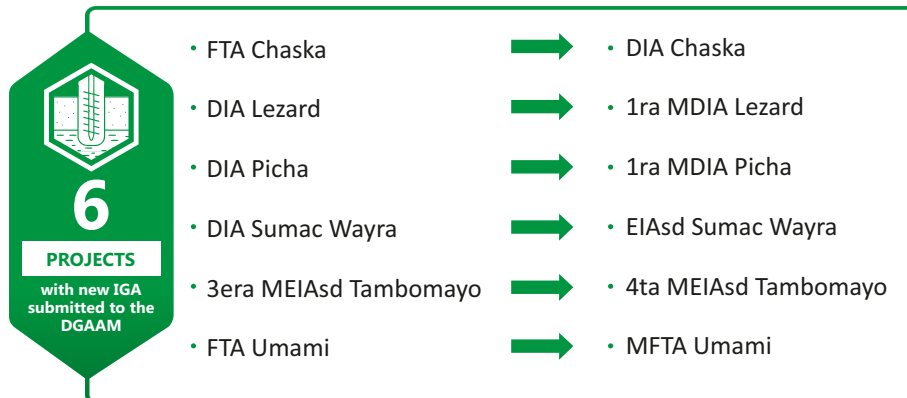 6
PROJECTS
with new IGA
submitted to the
DGAAM
• FTA Chaska
• DIA Chaska
• DIA Lezard
• 1ra MDIA Lezard
• DIA Picha
• 1ra MDIA Picha
• DIA Sumac Wayra
• EIAsd Sumac Wayra
• 3era MEIAsd Tambomayo
• 4ta MEIAsd Tambomayo
• FTA Umami
• MFTA Umami